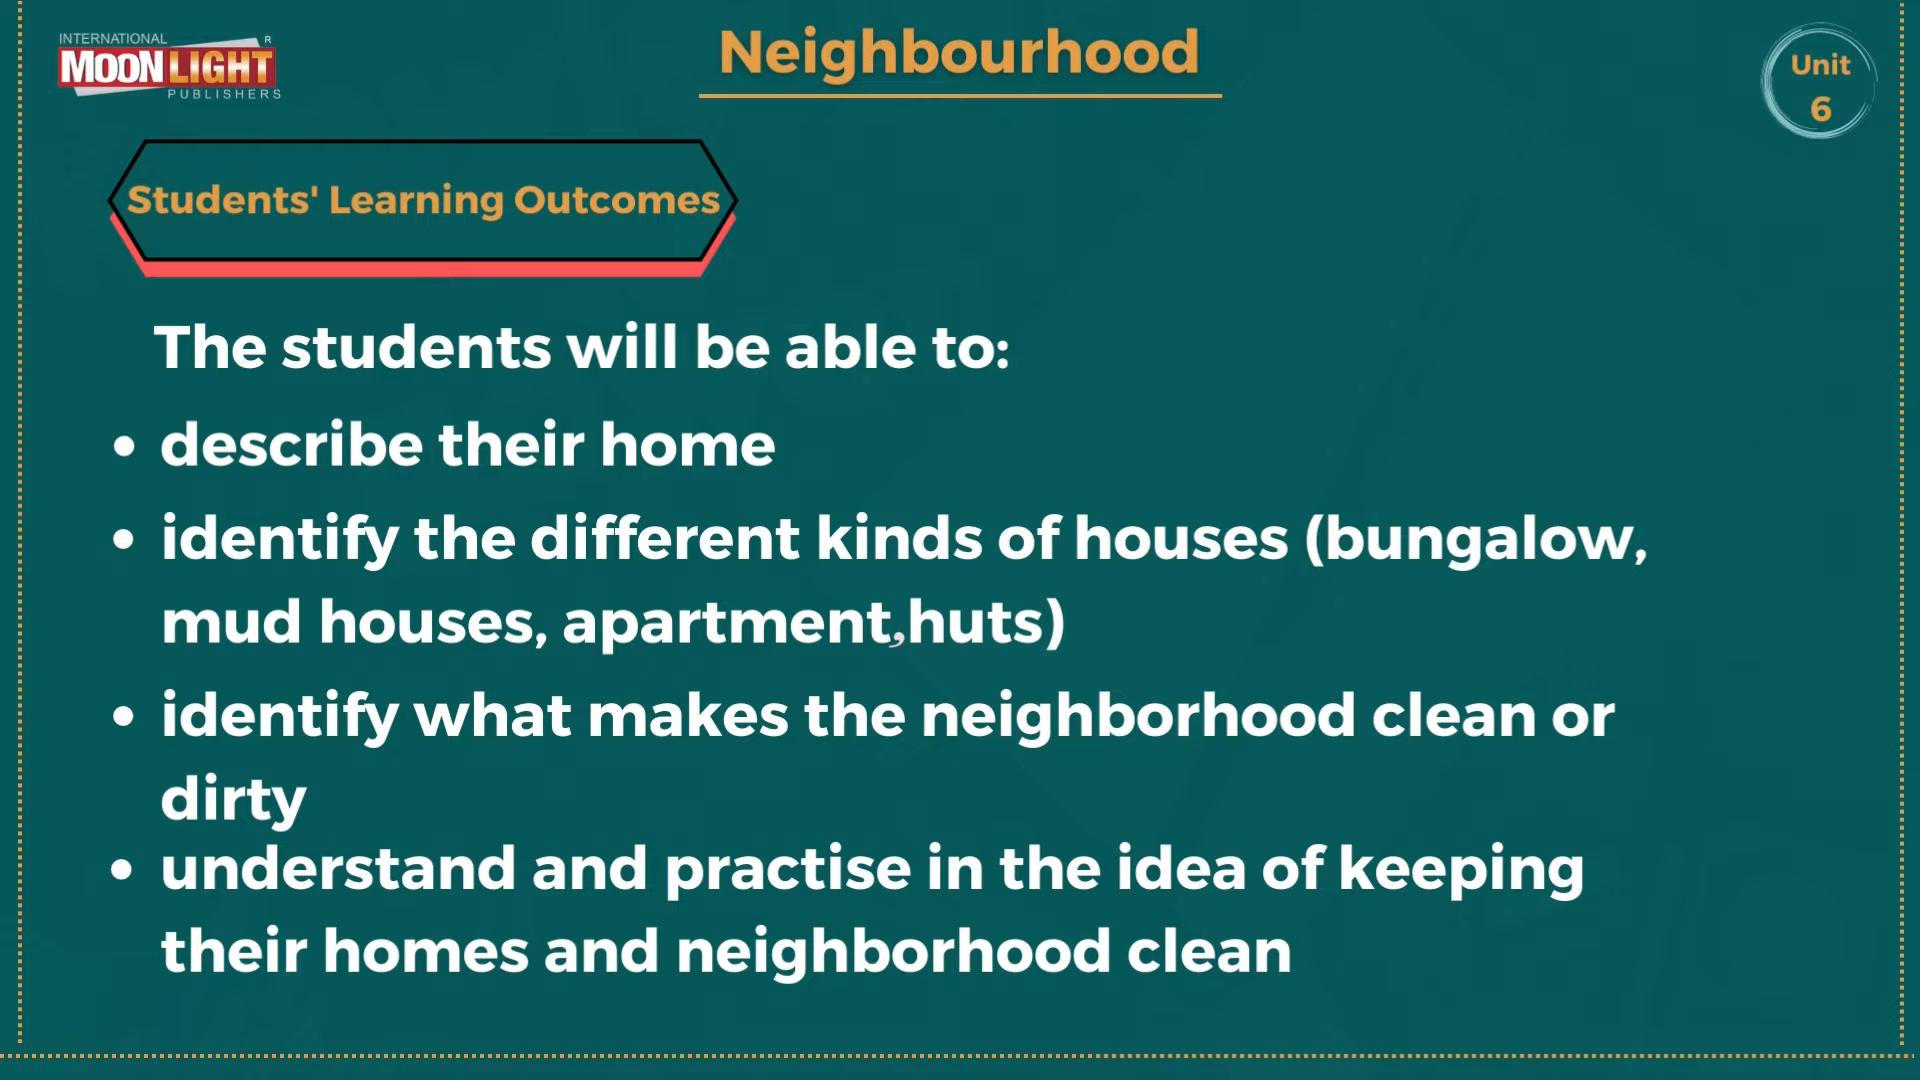 INTERNATIONAL
R
MOONLIGHT
PUBLISHERS
Neighbourhood
Unit
6
Students' Learning Outcomes
The students will be able to:
• describe their home
• identify the different kinds of houses (bungalow,
mud houses, apartment,huts)
• identify what makes the neighborhood clean or
dirty
• understand and practise in the idea of keeping
their homes and neighborhood clean